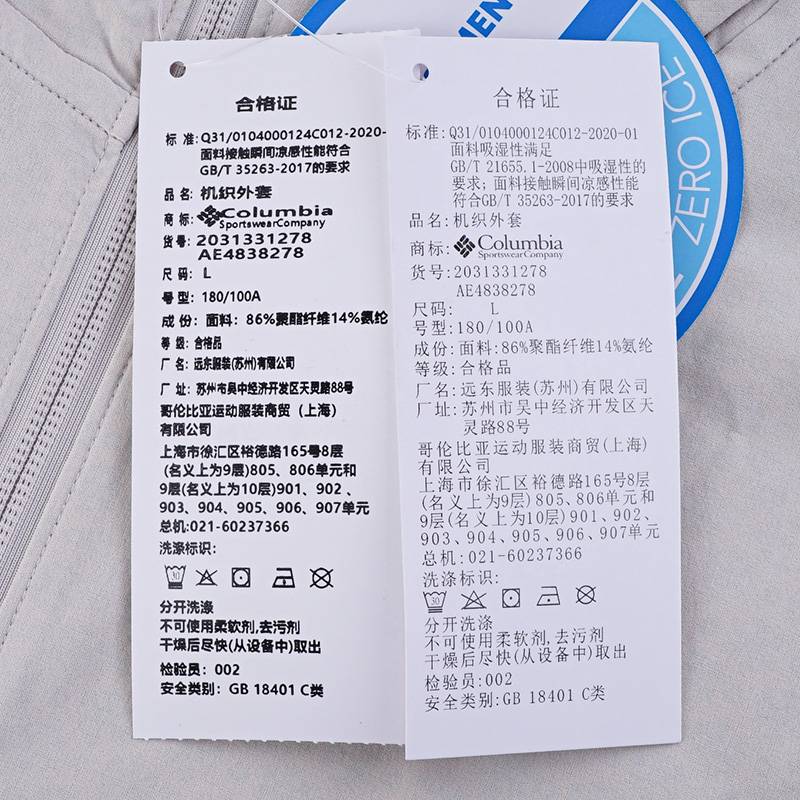 合格证
标 准: Q31/0104000124C012-2020-
面料接触瞬间凉感性能符合
GB/T 35263-2017的要求
品 名: 机织外套
商 标: Columbia
Sportswear Company
货 号: 2031331278
AE4838278
尺 码: L
号 型: 180/100A
成 份: 面料: 86%聚酯纤维14%氨纶
等 级: 合格品
厂 名: 远东服装(苏州)有限公司
厂 址: 苏州市吴中经济开发区天灵路88号
哥伦比亚运动服装商贸 (上海)
有限公司
上海市徐汇区裕德路165号8层
(名义上为9层)805、806单元和
9层(名义上为10层)901、902、
903、904、905、906、907单元
总机:021-60237366
洗涤标识:
30
分开洗涤
不可使用柔软剂,去污剂
干燥后尽快(从设备中)取出
检验员: 002
安全类别: GB 18401 C类
合格证
标准: Q31/0104000124C012-2020-01
面料吸湿性满足
GB/T 21655.1-2008中吸湿性的
要求; 面料接触瞬间凉感性能
符合GB/T 35263-2017的要求
品名: 机织外套
商标: Columbia
Sportswear Company
货号: 2031331278
AE4838278
尺码: L
号型: 180/100A
成份: 面料: 86%聚酯纤维14%氨纶
等级: 合格品
厂名: 远东服装(苏州)有限公司
厂址: 苏州市吴中经济开发区天
灵路88号
哥伦比亚运动服装商贸(上海)
有限公司
上海市徐汇区裕德路165号8层
(名义上为9层)805、806单元和
9层(名义上为10层)901、902、
903、904、905、906、907单元
总机:021-60237366
洗涤标识:
30
分开洗涤
不可使用柔软剂,去污剂
干燥后尽快(从设备中)取出
检验员:002
安全类别: GB 18401 C类
ZERO ICE